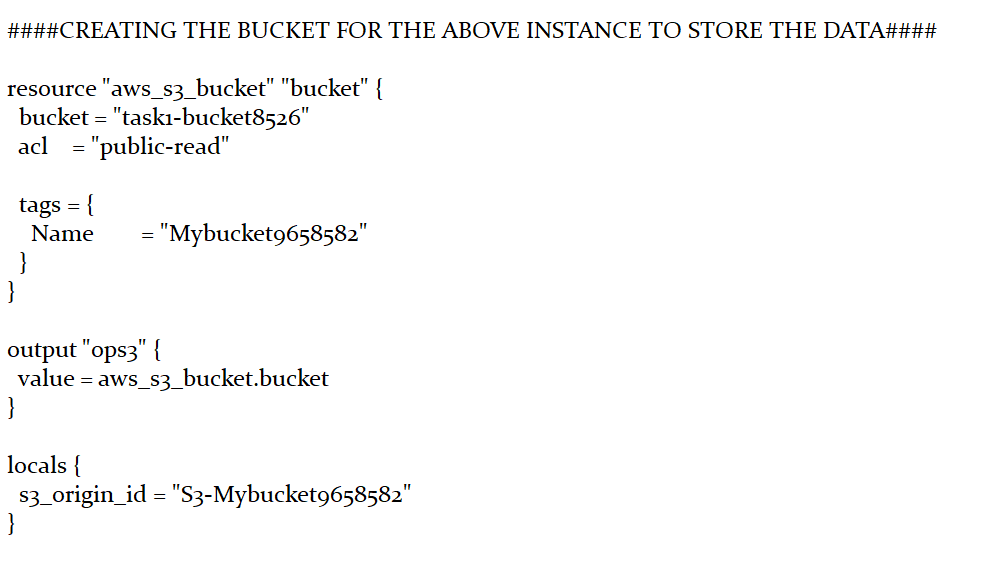 ####CREATING THE BUCKET FOR THE ABOVE INSTANCE TO STORE THE DATA####
resource "aws_s3_bucket" "bucket" {
bucket = "task1-bucket8526"
acl = "public-read"
tags = {
Name = "Mybucket9658582"
}
}
output "ops3" {
value = aws_s3_bucket.bucket
}
locals {
s3_origin_id = "S3-Mybucket9658582"
}